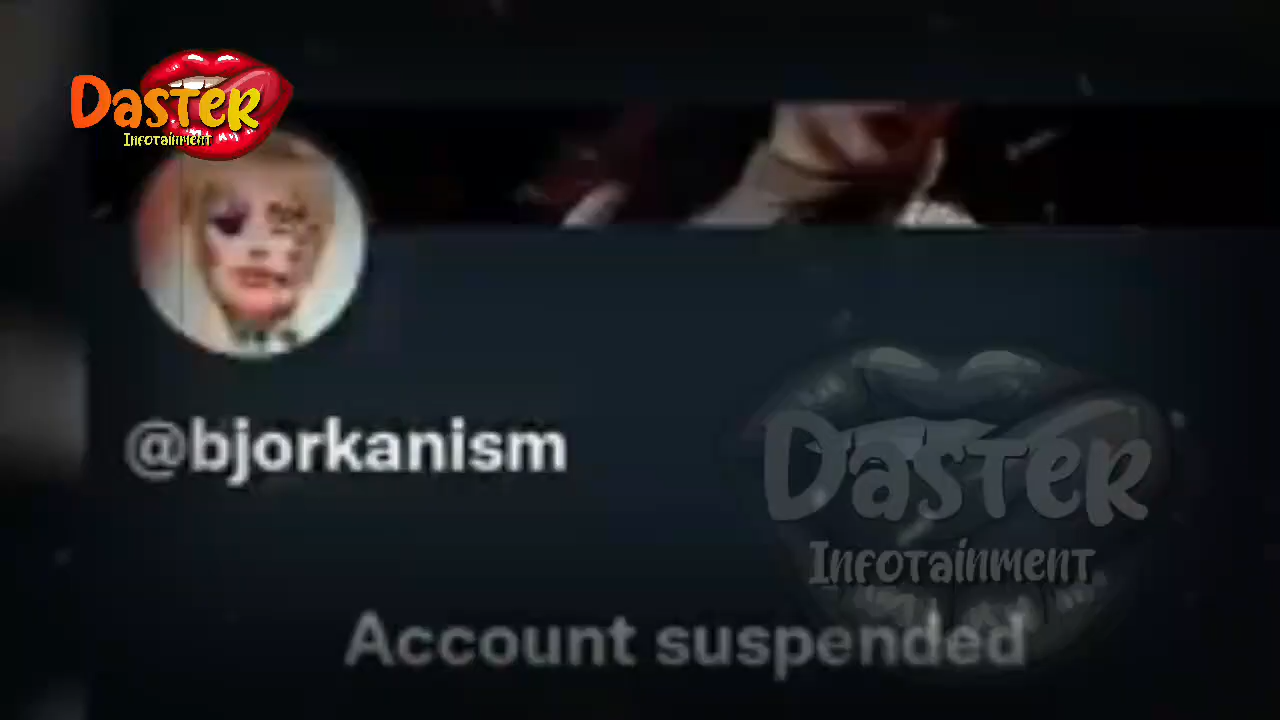 Daster
Infotainment
@bjorkanism
Daster
Infotainment
Account suspended